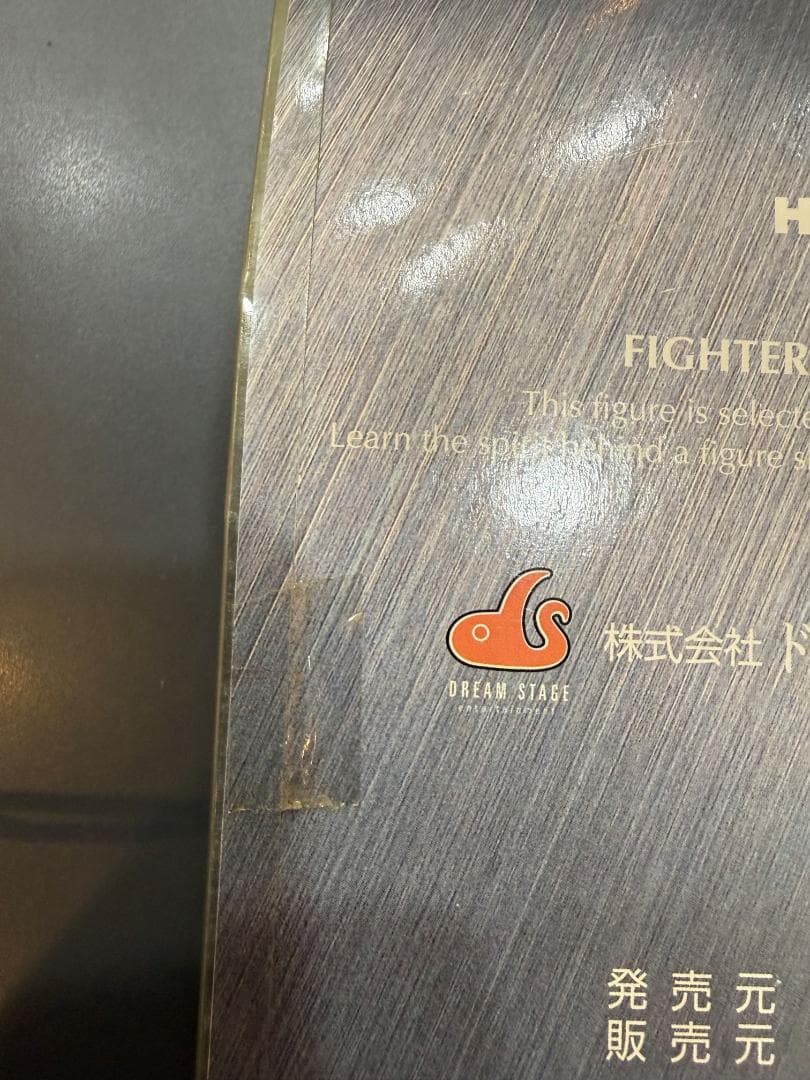 H
FIGHTER
This figure is selecte
Learn the spirit behind a figure s
DREAM STAGE
entertainment
株式会社 ド
発売元
販売元